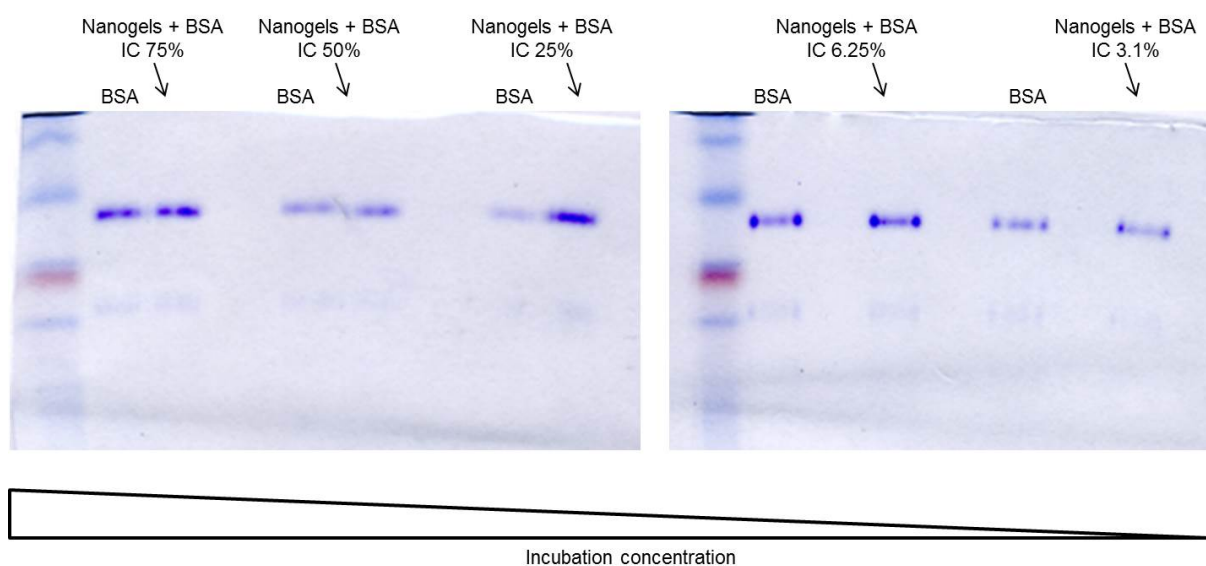 Nanogels + BSA
IC 75%
Nanogels + BSA
IC 50%
Nanogels + BSA
IC 25%
Nanogels + BSA
IC 6.25%
Nanogels + BSA
IC 3.1%
BSA
BSA
BSA
BSA
BSA
Incubation concentration